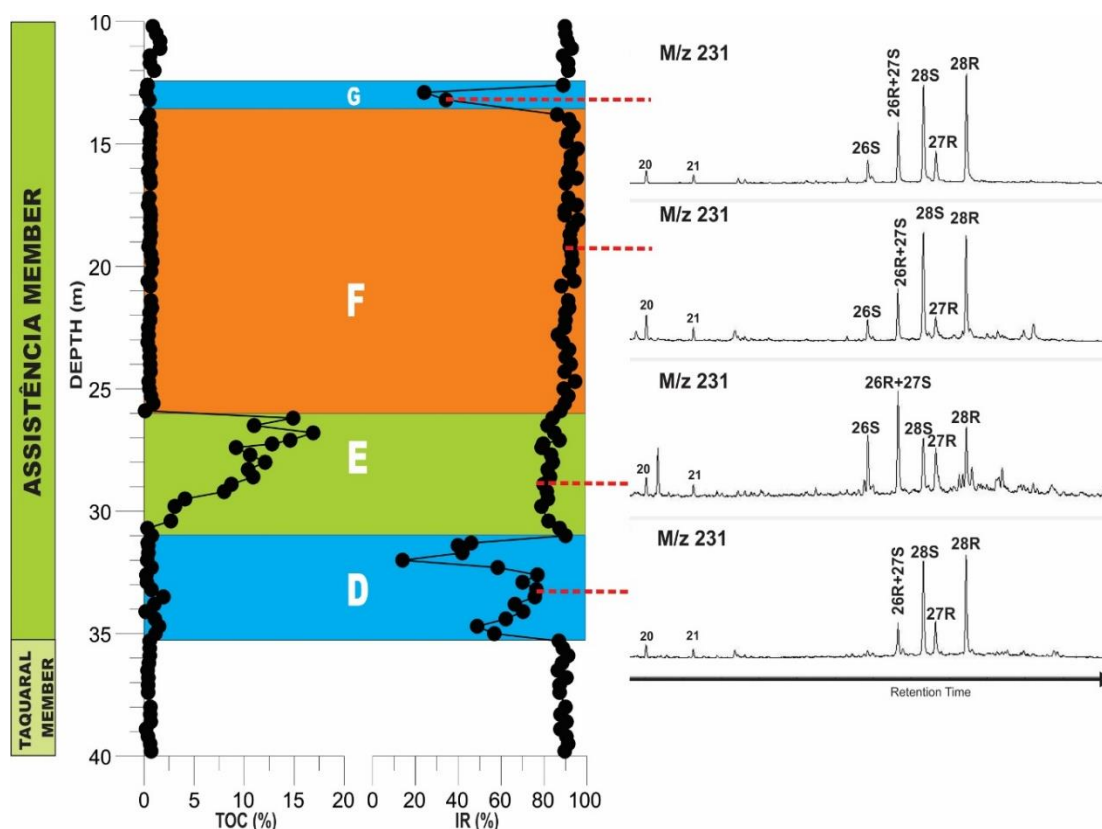 ASSISTÊNCIA MEMBER
TAQUARAL
MEMBER
DEPTH (m)
10
15
20
25
30
35
40
G
F
E
D
0
5
10
15
20
TOC (%)
0
20
40
60
80
100
IR (%)
M/z 231
20
21
26S
26R+27S
28S
27R
28R
M/z 231
20
21
26S
26R+27S
28S
27R
28R
M/z 231
20
21
26S
26R+27S
28S
27R
28R
M/z 231
20
21
26R+27S
28S
27R
28R
Retention Time